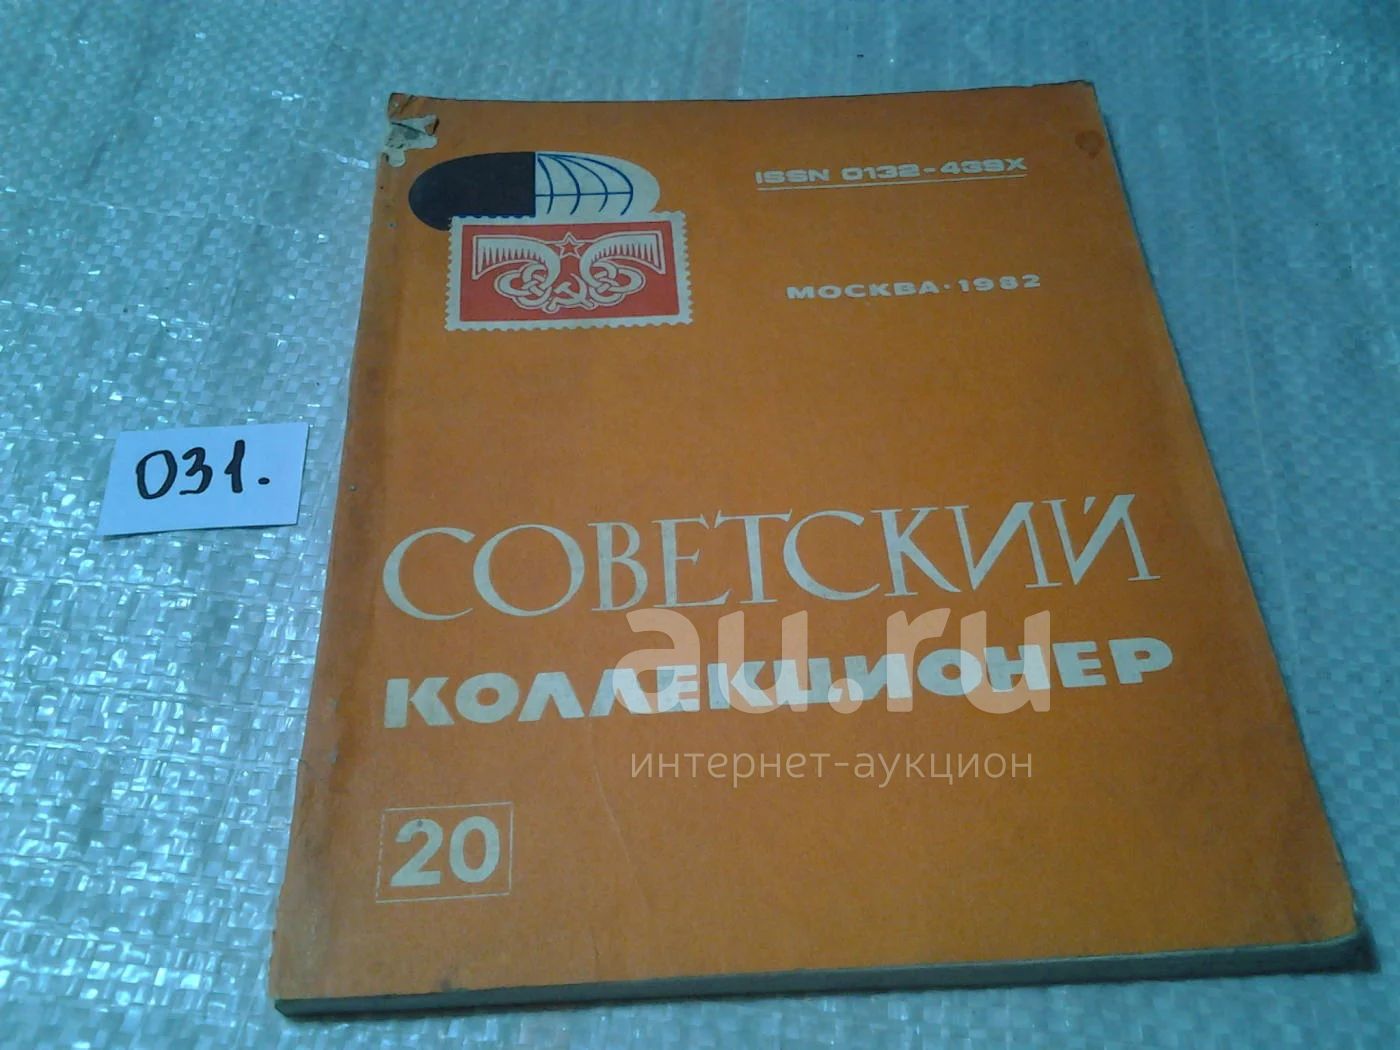 ISSN 0132-439X
МОСКВА·1982
031.
СОВЕТСКИЙ
КОЛЛЕКЦИОНЕР
au.ru
интернет-аукцион
20